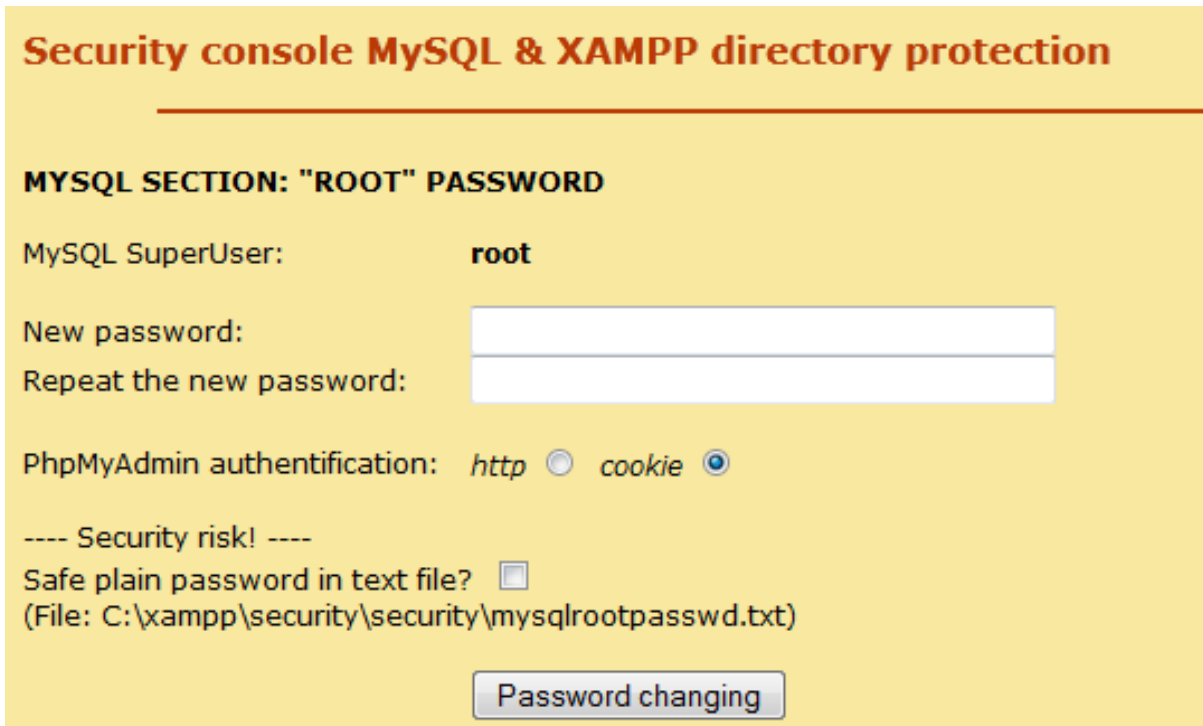 Security console MySQL & XAMPP directory protection
MYSQL SECTION: "ROOT" PASSWORD
MySQL SuperUser: root
New password:
Repeat the new password:
PhpMyAdmin authentification: http cookie
---- Security risk! ----
Safe plain password in text file?
(File: C:\xampp\security\security\mysqlrootpasswd.txt)
Password changing